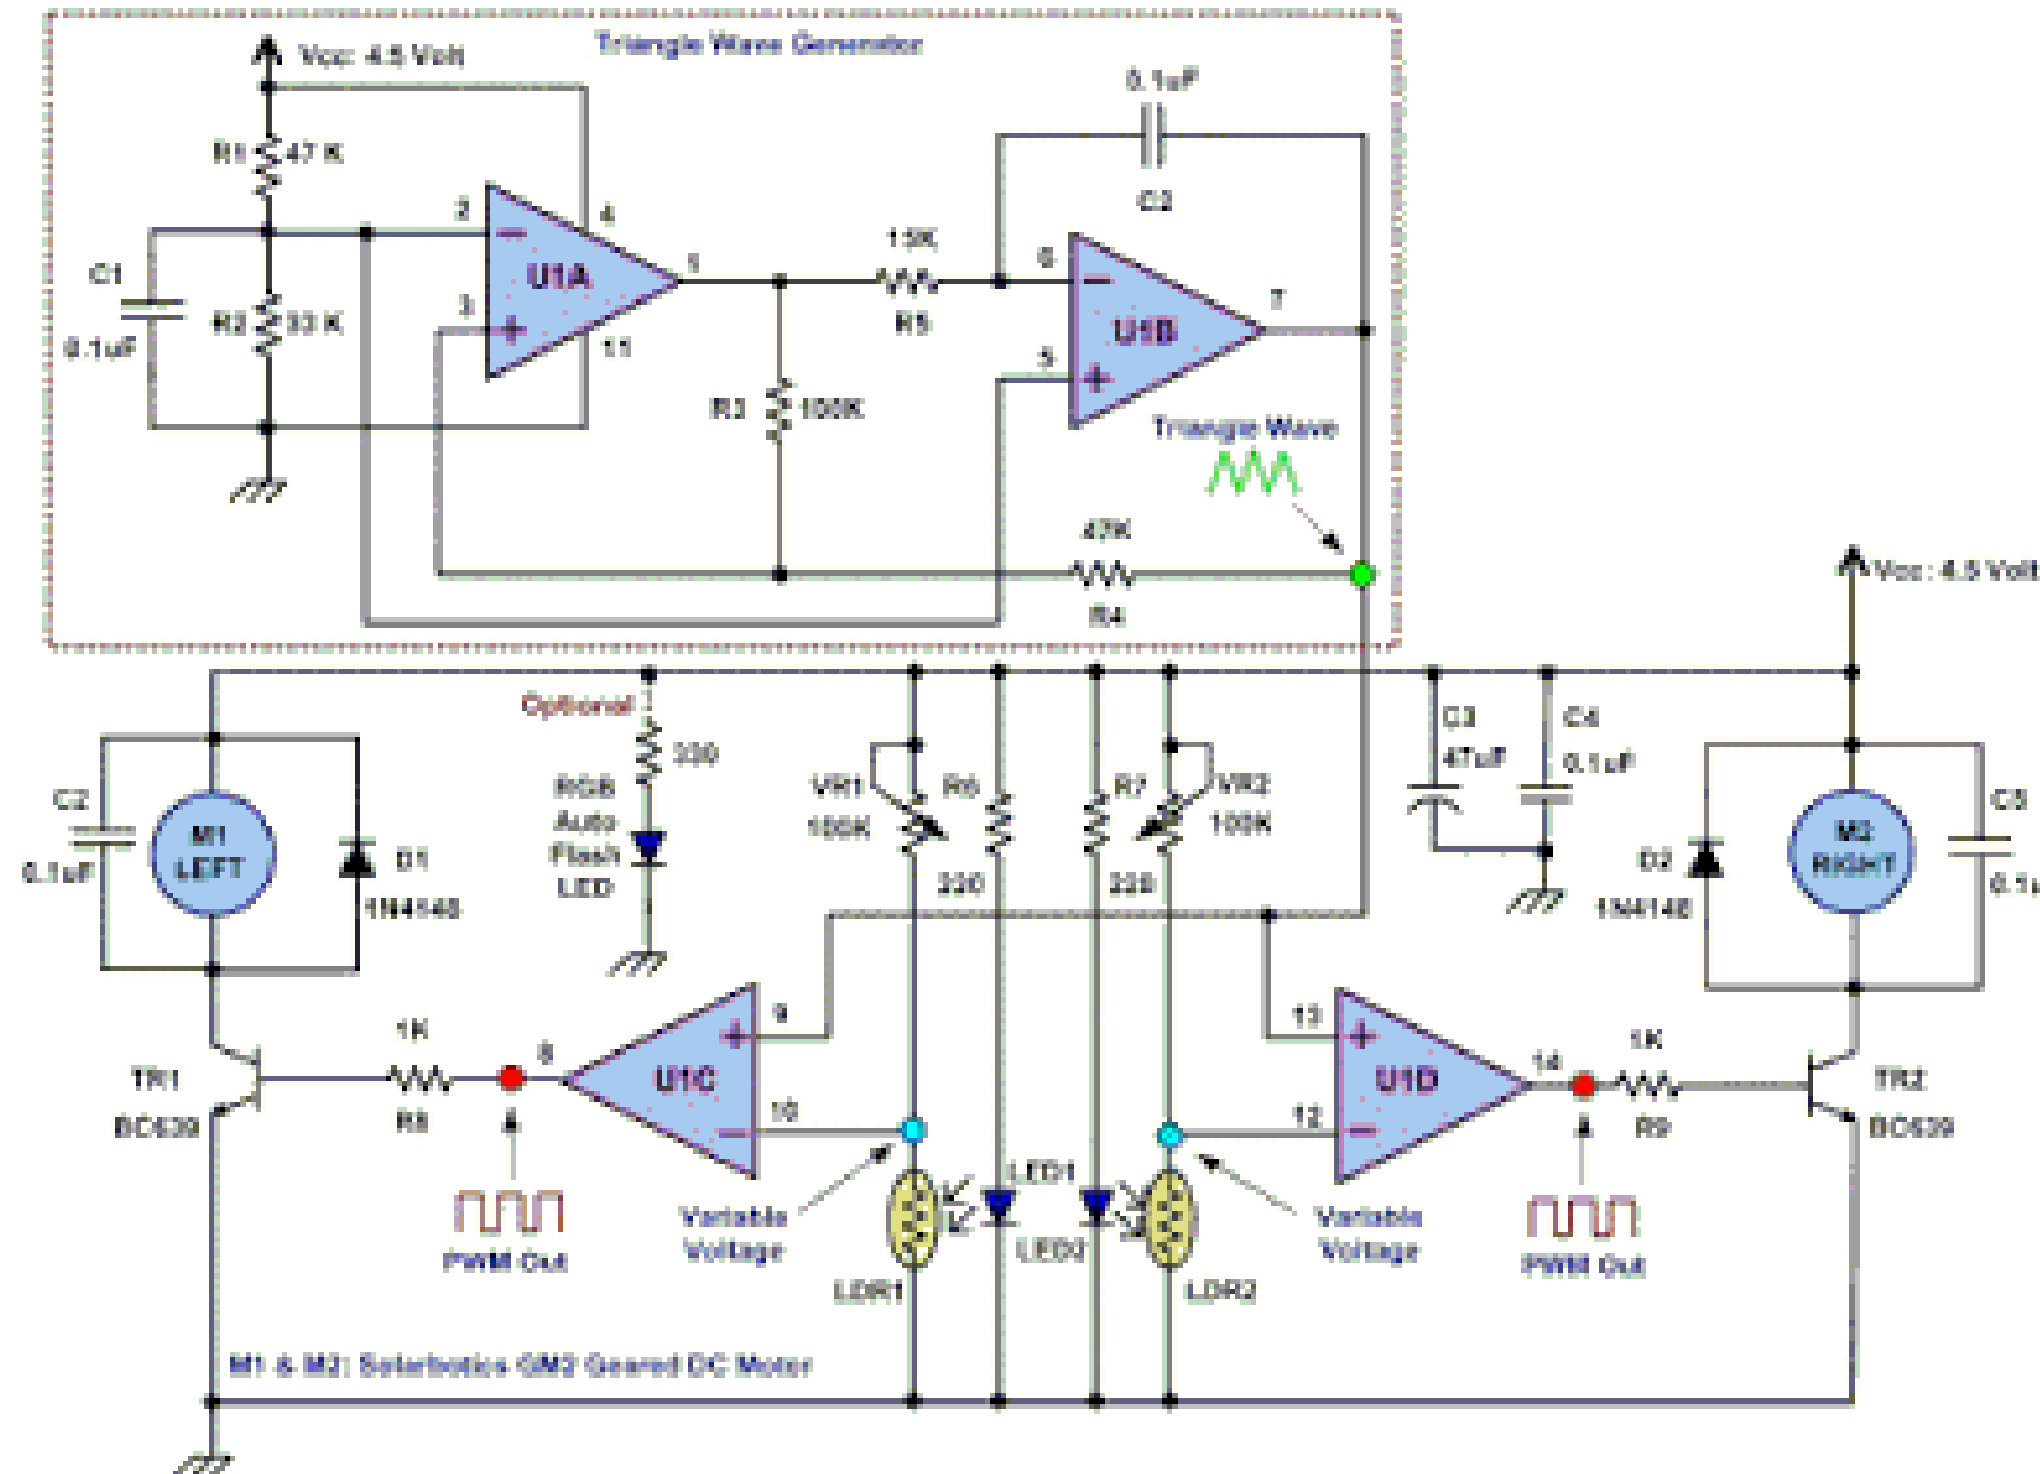 Triangle Wave Generator
Vcc: 4.5 Volt
0.1uF
R1
47 K
C2
2
4
15K
C1
1
6
U1A
R5
7
3
R2
33 K
U1B
0.1uF
11
5
R3
100K
Triangle Wave
47K
Vcc: 4.5 Volt
R4
Optional
C3
C4
330
47uF
0.1uF
RGB
VR1
R6
R7
VR2
C2
Auto
100K
100K
C5
M1
M2
LEFT
Flash
RIGHT
0.1uF
D1
D2
LED
220
220
1N4148
1N4148
9
13
1K
1K
8
14
TR1
U1C
U1D
TR2
10
12
BC639
R8
R9
BC639
LED1
Variable
Variable
Voltage
LED2
Voltage
PWM Out
PWM Out
LDR1
LDR2
M1 & M2: Solarbotics GM2 Geared DC Motor